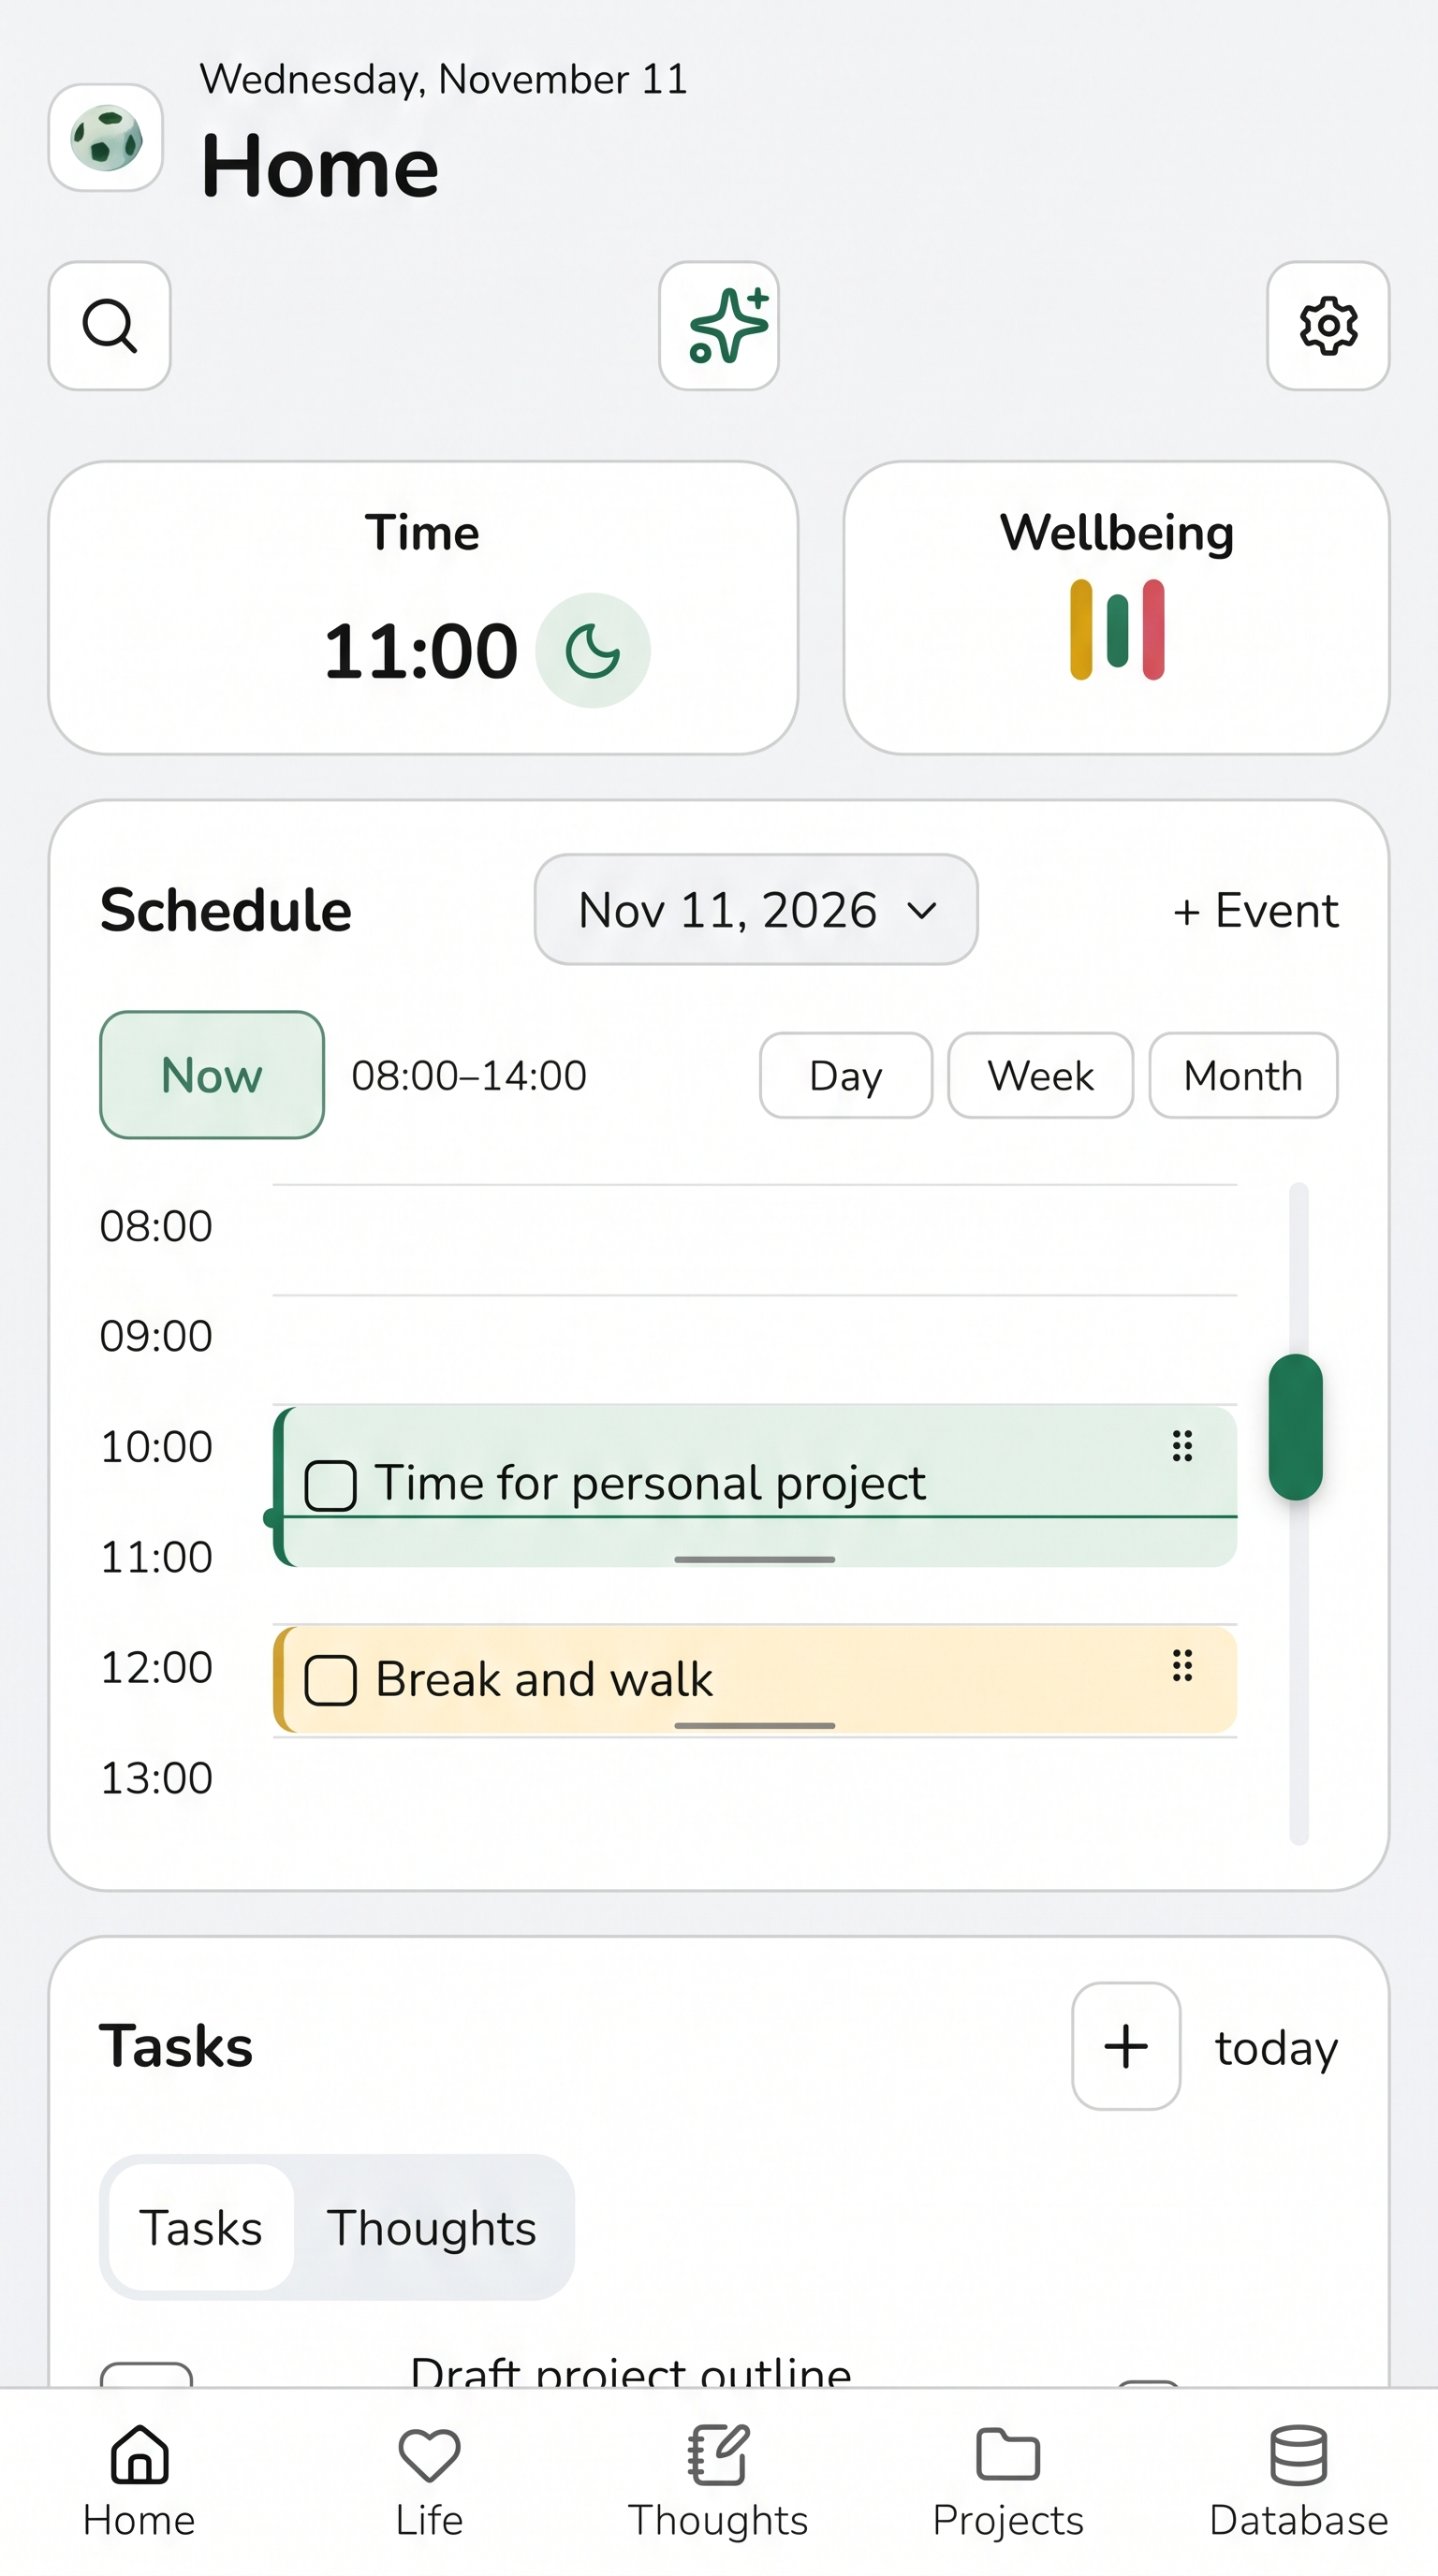 Wednesday, November 11
Home
Time
Wellbeing
11:00
Schedule
Nov 11, 2026
+ Event
Now
08:00–14:00
Day
Week
Month
08:00
09:00
10:00
Time for personal project
11:00
12:00
Break and walk
13:00
Tasks
today
Tasks
Thoughts
Draft project outline
Home
Life
Thoughts
Projects
Database